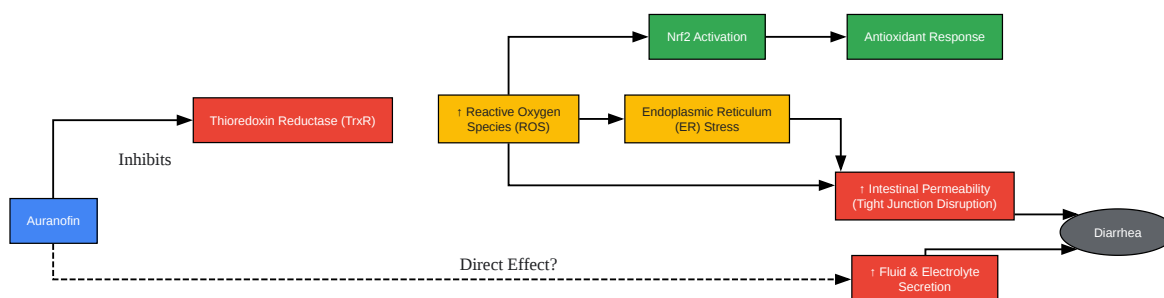 Nrf2 Activation
Antioxidant Response
Thioredoxin Reductase (TrxR)
↑ Reactive Oxygen
Species (ROS)
Endoplasmic Reticulum
(ER) Stress
Inhibits
↑ Intestinal Permeability
(Tight Junction Disruption)
Auranofin
Diarrhea
Direct Effect?
↑ Fluid & Electrolyte
Secretion